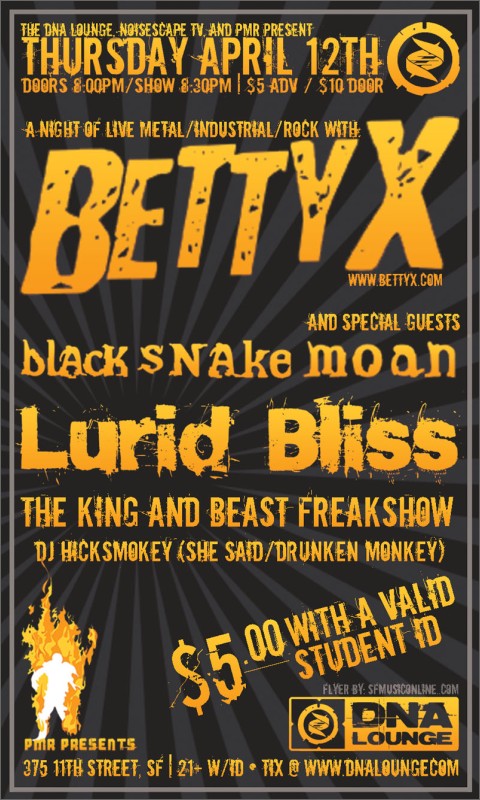 THE DNA LOUNGE, NOISESCAPE TV, AND PMR PRESENT
THURSDAY APRIL 12TH
DOORS 8:00PM/SHOW 8:30PM | $5 ADV / $10 DOOR
A NIGHT OF LIVE METAL/INDUSTRIAL/ROCK WITH
BETTY X
WWW.BETTYX.COM
AND SPECIAL GUESTS
black SNAke moan
Lurid Bliss
THE KING AND BEAST FREAKSHOW
DJ HICKSMOKEY (SHE SAID/DRUNKEN MONKEY)
$5.00 WITH A VALID
STUDENT ID
FLYER BY: SFMUSICONLINE.COM
DNA
LOUNGE
PMR PRESENTS
375 11TH STREET, SF | 21+ W/ID • TIX @ WWW.DNALOUNGE.COM